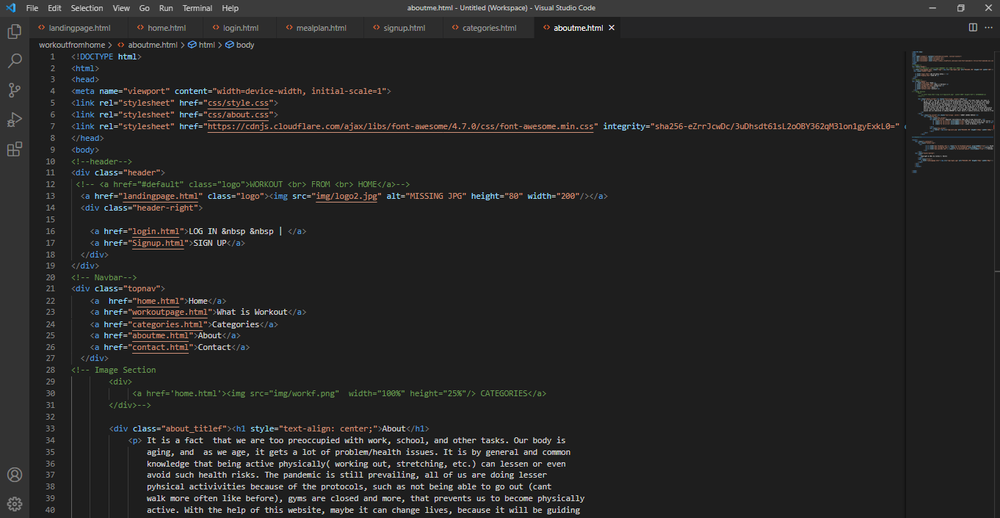 File Edit Selection View Go Run Terminal Help aboutme.html - Untitled (Workspace) - Visual Studio Code
landingpage.html home.html login.html mealplan.html signup.html categories.html aboutme.html
workoutfromhome > aboutme.html > html > body
1 <!DOCTYPE html>
2 <html>
3 <head>
4 <meta name="viewport" content="width=device-width, initial-scale=1">
5 <link rel="stylesheet" href="css/style.css">
6 <link rel="stylesheet" href="css/about.css">
7 <link rel="stylesheet" href="https://cdnjs.cloudflare.com/ajax/libs/font-awesome/4.7.0/css/font-awesome.min.css" integrity="sha256-eZrrJcwDc/3uDhsdt61sL2oOBY362qM3lon1gyExkL0="
8 </head>
9 <body>
10 <!--header-->
11 <div class="header">
12 <!-- <a href="#default" class="logo">WORKOUT <br> FROM <br> HOME</a>-->
13 <a href="landingpage.html" class="logo"><img src="img/logo2.jpg" alt="MISSING JPG" height="80" width="200"/></a>
14 <div class="header-right">
15
16 <a href="login.html">LOG IN &nbsp &nbsp | </a>
17 <a href="Signup.html">SIGN UP</a>
18 </div>
19 </div>
20 <!-- Navbar-->
21 <div class="topnav">
22 <a  href="home.html">Home</a>
23 <a href="workoutpage.html">What is Workout</a>
24 <a href="categories.html">Categories</a>
25 <a href="aboutme.html">About</a>
26 <a href="contact.html">Contact</a>
27 </div>
28 <!-- Image Section
29 <div>
30 <a href='home.html'><img src="img/workf.png"  width="100%" height="25%"/> CATEGORIES</a>
31 </div>-->
32
33 <div class="about_titlef"><h1 style="text-align: center;">About</h1>
34 <p> It is a fact  that we are too preoccupied with work, school, and other tasks. Our body is
35 aging, and  as we age, it gets a lot of problem/health issues. It is by general and common
36 knowledge that being active physically( working out, stretching, etc.) can lessen or even
37 avoid such health risks. The pandemic is still prevailing, all of us are doing lesser
38 pyhsical activivities because of the protocols, such as not being able to go out (cant
39 walk more often like before), gyms are closed and more, that prevents us to become physically
40 active. With the help of this website, maybe it can change lives, because it will be guiding